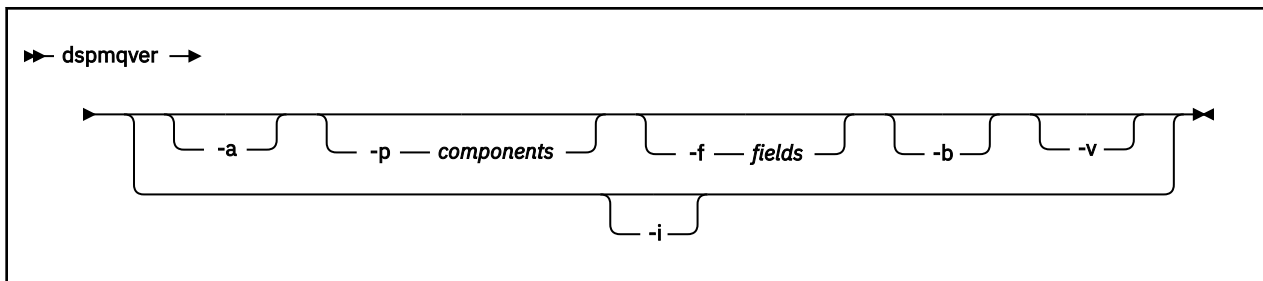 dspmqver
-a -p components -f fields -b -v
-i